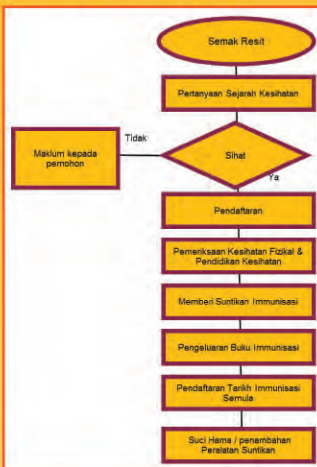 Semak Resit
Pertanyaan Sejarah Kesihatan
Tidak
Maklum kepada
pemohon
Sihat
Ya
Pendaftaran
Pemeriksaan Kesihatan Fizikal &
Pendidikan Kesihatan
Memberi Suntikan Immunisasi
Pengeluaran Buku Immunisasi
Pendaftaran Tarikh Immunisasi
Semula
Suci Hama / penambahan
Peralatan Suntikan